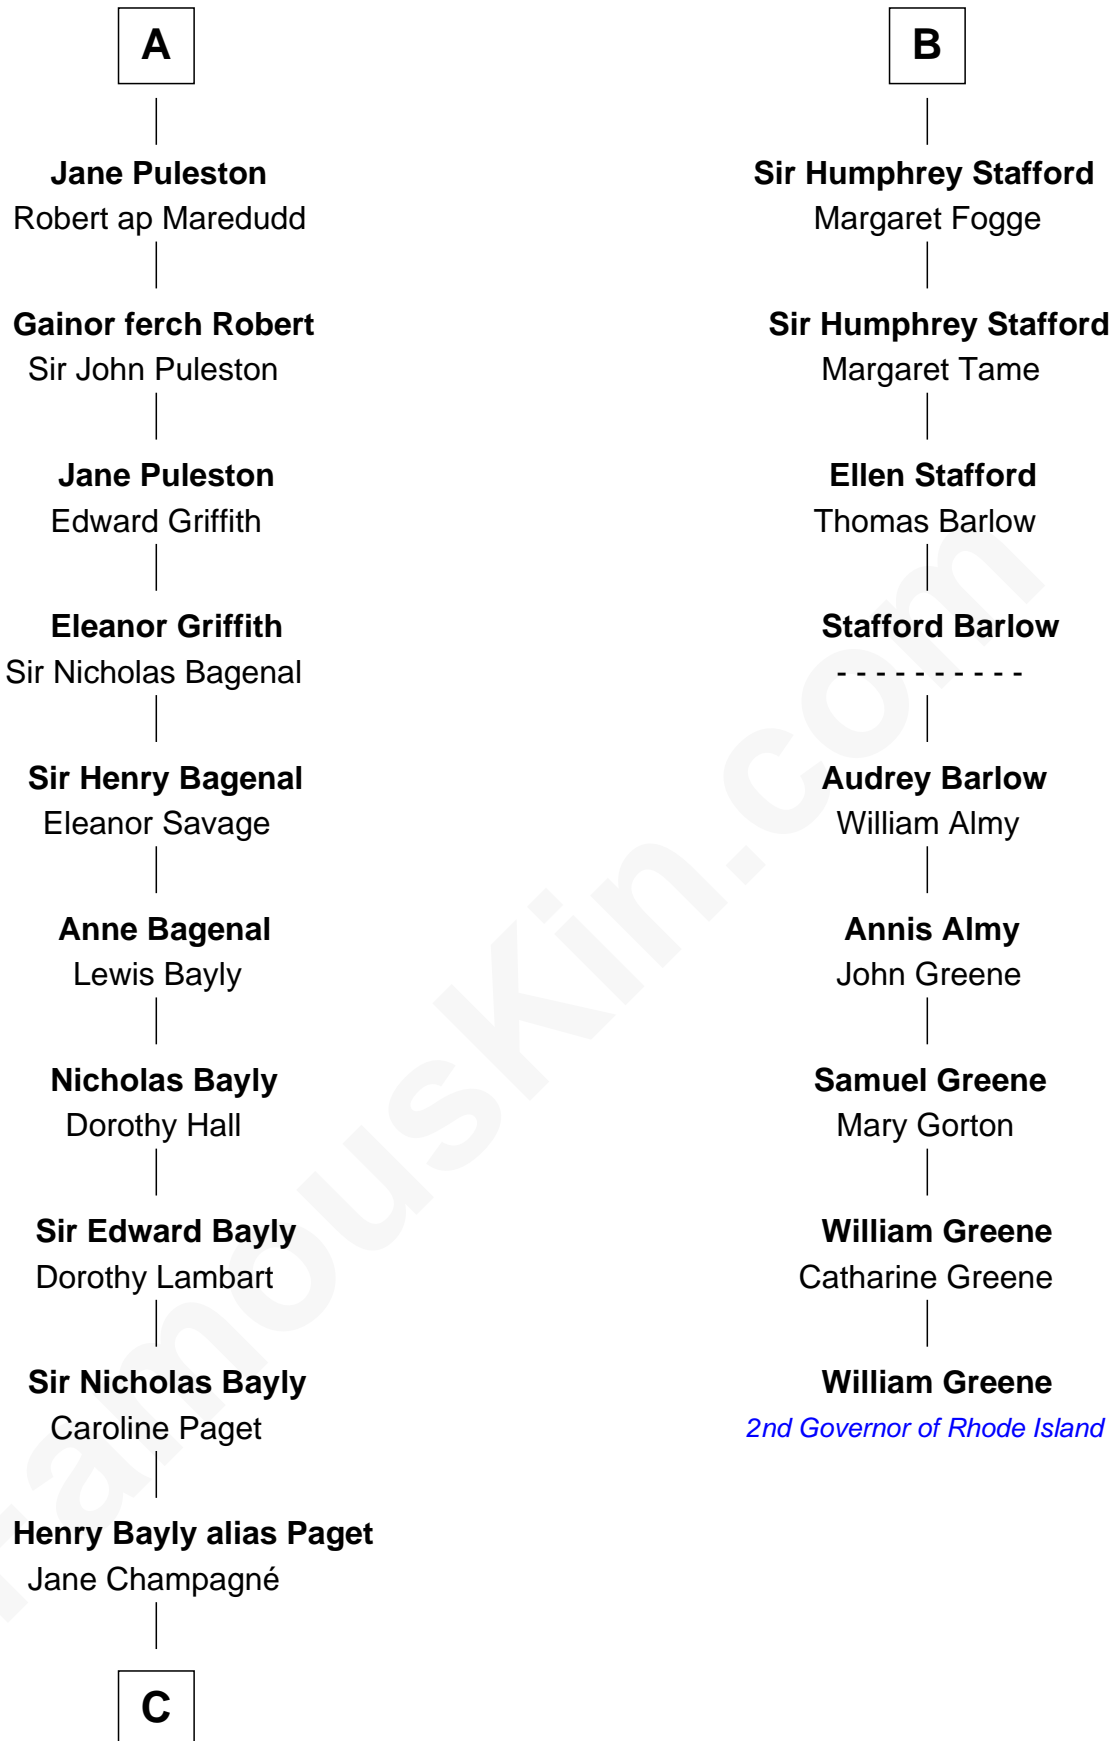 A
Jane Puleston
Robert ap Maredudd
Gainor ferch Robert
Sir John Puleston
Jane Puleston
Edward Griffith
Eleanor Griffith
Sir Nicholas Bagenal
Sir Henry Bagenal
Eleanor Savage
Anne Bagenal
Lewis Bayly
Nicholas Bayly
Dorothy Hall
Sir Edward Bayly
Dorothy Lambart
Sir Nicholas Bayly
Caroline Paget
Henry Bayly alias Paget
Jane Champagné
C
B
Sir Humphrey Stafford
Margaret Fogge
Sir Humphrey Stafford
Margaret Tame
Ellen Stafford
Thomas Barlow
Stafford Barlow
- - - - - - - - - -
Audrey Barlow
William Almy
Annis Almy
John Greene
Samuel Greene
Mary Gorton
William Greene
Catharine Greene
William Greene
2nd Governor of Rhode Island
FamousKin.com